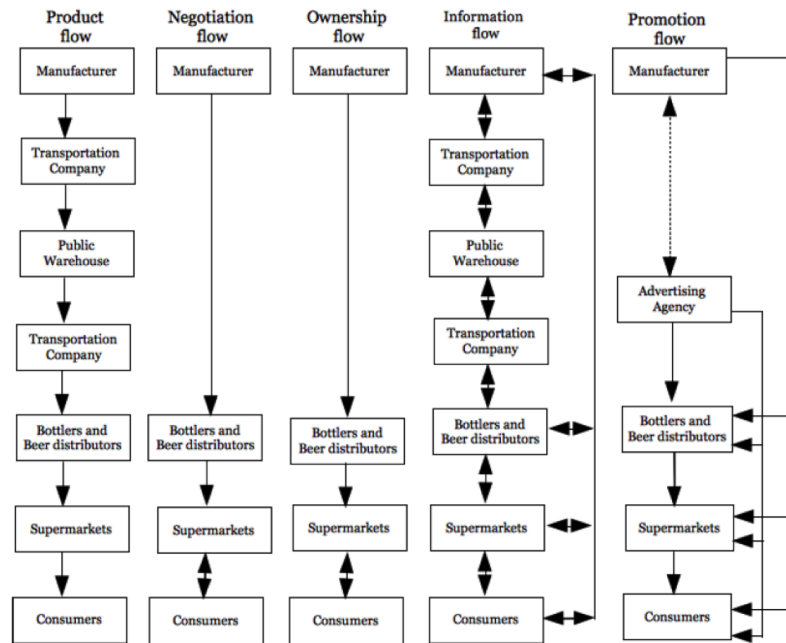 Product
flow
Manufacturer
Transportation
Company
Public
Warehouse
Transportation
Company
Bottlers and
Beer distributors
Supermarkets
Consumers
Negotiation
flow
Manufacturer
Bottlers and
Beer distributors
Supermarkets
Consumers
Ownership
flow
Manufacturer
Bottlers and
Beer distributors
Supermarkets
Consumers
Information
flow
Manufacturer
Transportation
Company
Public
Warehouse
Transportation
Company
Bottlers and
Beer distributors
Supermarkets
Consumers
Promotion
flow
Manufacturer
Advertising
Agency
Bottlers and
Beer distributors
Supermarkets
Consumers